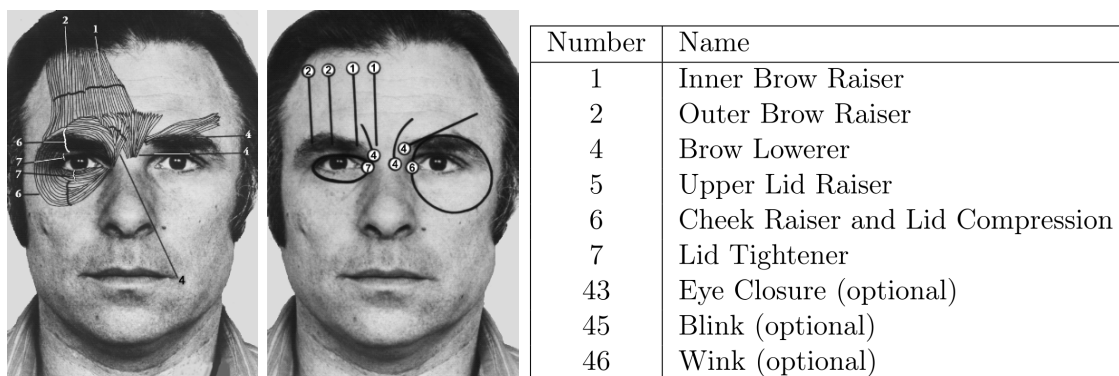 2 1
6 4
7 4
7
6
4
2 2 1 1
4 4
7 4 6
Number Name
1 Inner Brow Raiser
2 Outer Brow Raiser
4 Brow Lowerer
5 Upper Lid Raiser
6 Cheek Raiser and Lid Compression
7 Lid Tightener
43 Eye Closure (optional)
45 Blink (optional)
46 Wink (optional)